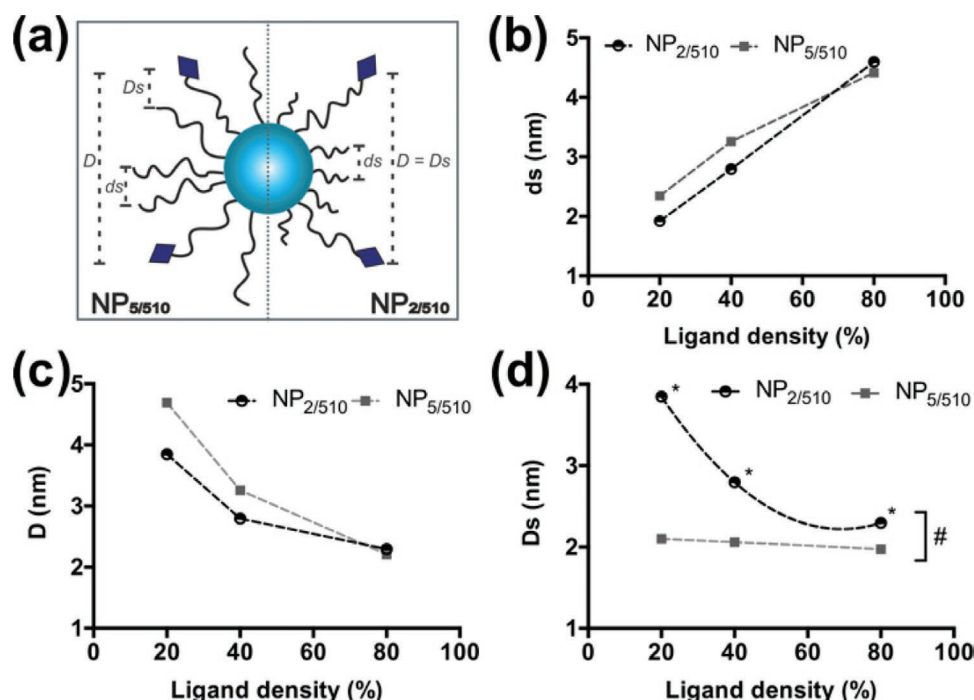 (a)
Ds
D
ds
ds
D = Ds
NP5/510
NP2/510
(b)
NP2/510
NP5/510
5
4
3
2
1
ds (nm)
0
20
40
60
80
100
Ligand density (%)
(c)
NP2/510
NP5/510
5
4
3
2
1
D (nm)
0
20
40
60
80
100
Ligand density (%)
(d)
NP2/510
NP5/510
4
3
2
1
Ds (nm)
*
*
*
#
0
20
40
60
80
100
Ligand density (%)